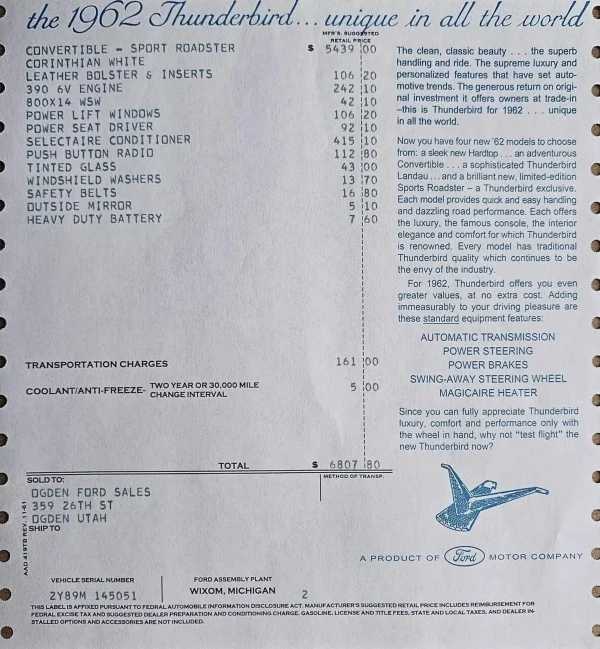 the 1962 Thunderbird... unique in all the world
MFR'S. SUGGESTED
RETAIL PRICE
CONVERTIBLE - SPORT ROADSTER $ 5439 00
CORINTHIAN WHITE
LEATHER BOLSTER & INSERTS 106 20
390 6V ENGINE 242 10
800X14 WSW 42 10
POWER LIFT WINDOWS 106 20
POWER SEAT DRIVER 92 10
SELECTAIRE CONDITIONER 415 10
PUSH BUTTON RADIO 112 80
TINTED GLASS 43 00
WINDSHIELD WASHERS 13 70
SAFETY BELTS 16 80
OUTSIDE MIRROR 5 10
HEAVY DUTY BATTERY 7 60
TRANSPORTATION CHARGES 161 00
COOLANT/ANTI-FREEZE- TWO YEAR OR 30,000 MILE
CHANGE INTERVAL 5 00
TOTAL $ 6807 80
The clean, classic beauty . . . the superb
handling and ride. The supreme luxury and
personalized features that have set auto-
motive trends. The generous return on origi-
nal investment it offers owners at trade-in
—this is Thunderbird for 1962 . . . unique
in all the world.
Now you have four new '62 models to choose
from: a sleek new Hardtop . . . an adventurous
Convertible . . . a sophisticated Thunderbird
Landau . . . and a brilliant new, limited-edition
Sports Roadster – a Thunderbird exclusive.
Each model provides quick and easy handling
and dazzling road performance. Each offers
the luxury, the famous console, the interior
elegance and comfort for which Thunderbird
is renowned. Every model has traditional
Thunderbird quality which continues to be
the envy of the industry.
For 1962, Thunderbird offers you even
greater values, at no extra cost. Adding
immeasurably to your driving pleasure are
these standard equipment features:
AUTOMATIC TRANSMISSION
POWER STEERING
POWER BRAKES
SWING-AWAY STEERING WHEEL
MAGICAIRE HEATER
Since you can fully appreciate Thunderbird
luxury, comfort and performance only with
the wheel in hand, why not "test flight" the
new Thunderbird now?
SOLD TO:
METHOD OF TRANSP.
OGDEN FORD SALES
359 26TH ST
OGDEN UTAH
SHIP TO
AAD 419TB REV. 11-61
A PRODUCT OF Ford MOTOR COMPANY
VEHICLE SERIAL NUMBER
2Y89M 145051
FORD ASSEMBLY PLANT
WIXOM, MICHIGAN 2
THIS LABEL IS AFFIXED PURSUANT TO FEDERAL AUTOMOBILE INFORMATION DISCLOSURE ACT. MANUFACTURER'S SUGGESTED RETAIL PRICE INCLUDES REIMBURSEMENT FOR
FEDERAL EXCISE TAX AND SUGGESTED DEALER PREPARATION AND CONDITIONING CHARGE. GASOLINE, LICENSE AND TITLE FEES, STATE AND LOCAL TAXES, AND DEALER IN-
STALLED OPTIONS AND ACCESSORIES ARE NOT INCLUDED.